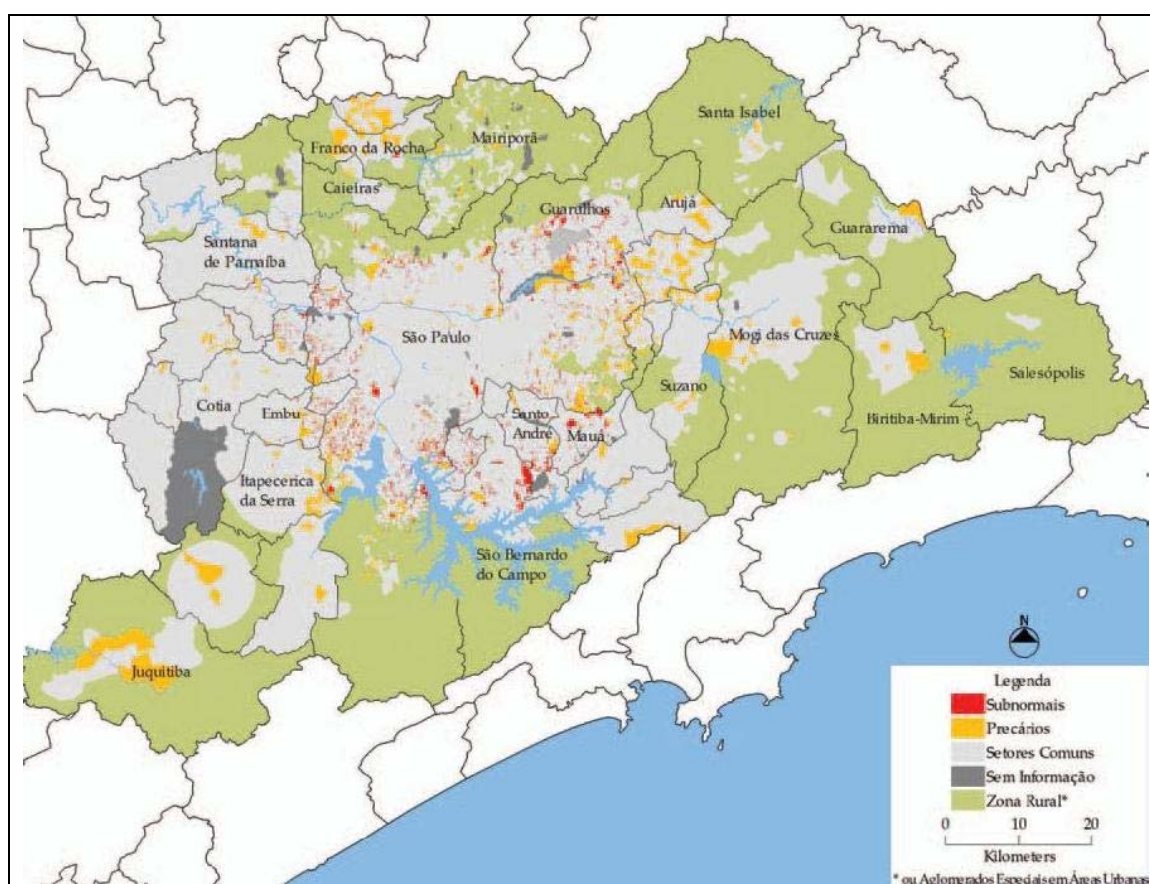 Santa Isabel
Mairiporã
Franco da Rocha
Caieiras
Guarulhos
Arujá
Guararema
Santana
de Parnaíba
São Paulo
Mogi das Cruzes
Suzano
Salesópolis
Cotia
Embu
Santo
André
Mauá
Biritiba-Mirim
Itapecerica
da Serra
São Bernardo
do Campo
Juquitiba
N
Legenda
Subnormais
Precários
Setores Comuns
Sem Informação
Zona Rural*
0 10 20
Kilometers
* ou Aglomerados Especiais em Áreas Urbanas